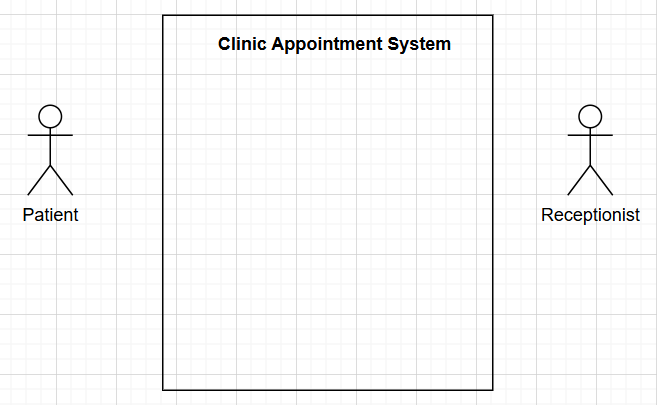 Clinic Appointment System
Patient
Receptionist